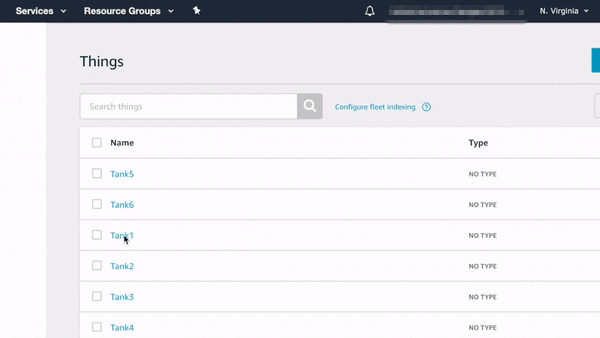 Services Resource Groups N. Virginia
Things
Search things Configure fleet indexing ?
Name Type
Tank5 NO TYPE
Tank6 NO TYPE
Tank1 NO TYPE
Tank2 NO TYPE
Tank3 NO TYPE
Tank4 NO TYPE